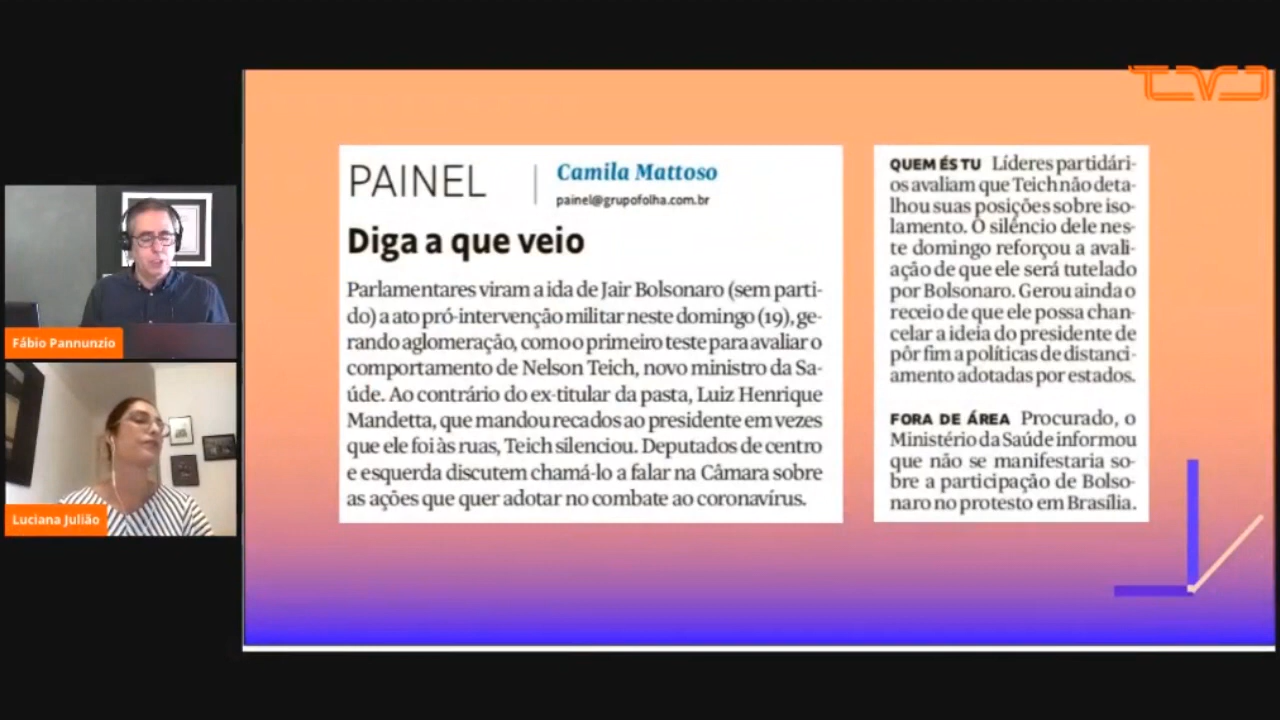 TVD
Fábio Pannunzio
Luciana Julião
PAINEL
Camila Mattoso
painel@grupofolha.com.br
Diga a que veio
Parlamentares viram a ida de Jair Bolsonaro (sem parti-
do) a ato pró-intervenção militar neste domingo (19), ge-
rando aglomeração, como o primeiro teste para avaliar o
comportamento de Nelson Teich, novo ministro da Sa-
úde. Ao contrário do ex-titular da pasta, Luiz Henrique
Mandetta, que mandou recados ao presidente em vezes
que ele foi às ruas, Teich silenciou. Deputados de centro
e esquerda discutem chamá-lo a falar na Câmara sobre
as ações que quer adotar no combate ao coronavírus.
QUEM ÉS TU Líderes partidári-
os avaliam que Teich não deta-
lhou suas posições sobre iso-
lamento. O silêncio dele nes-
te domingo reforçou a avali-
ação de que ele será tutelado
por Bolsonaro. Gerou ainda o
receio de que ele possa chan-
celar a ideia do presidente de
pôr fim a políticas de distanci-
amento adotadas por estados.
FORA DE ÁREA Procurado, o
Ministério da Saúde informou
que não se manifestaria so-
bre a participação de Bolso-
naro no protesto em Brasília.